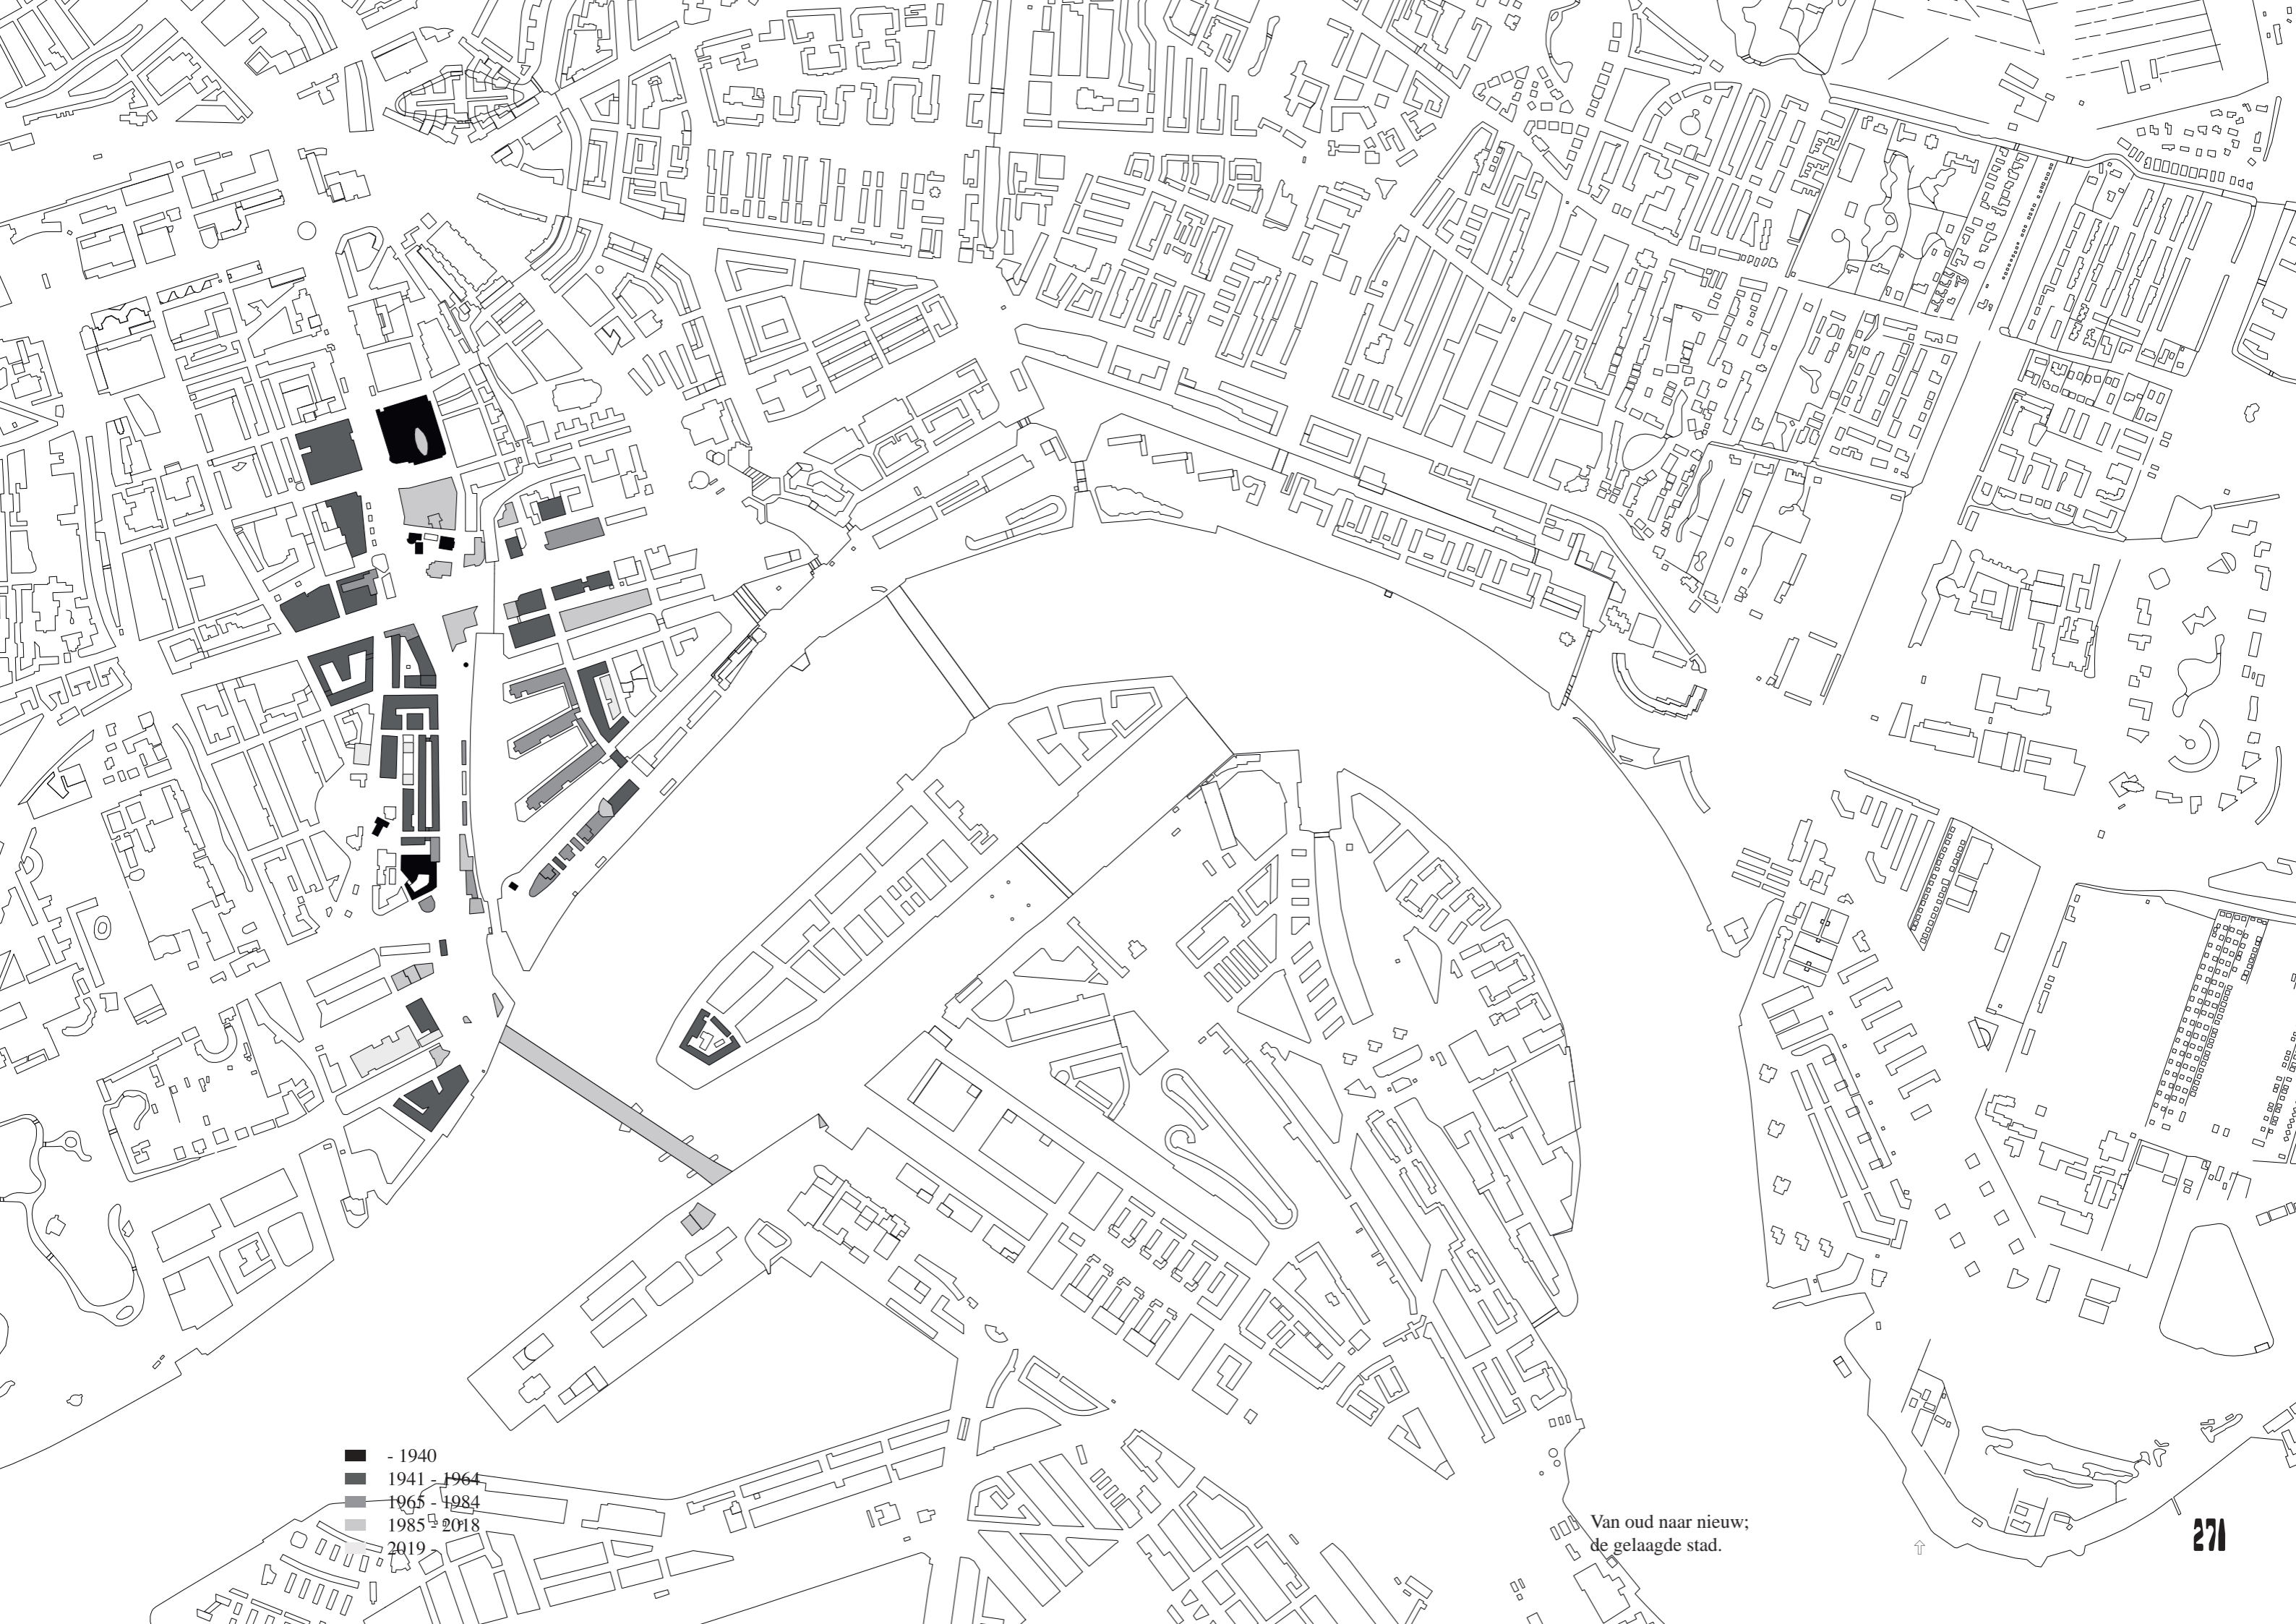 - 1940
1941 - 1964
1965 - 1984
1985 - 2018
2019 -
Van oud naar nieuw;
de gelaagde stad.
271